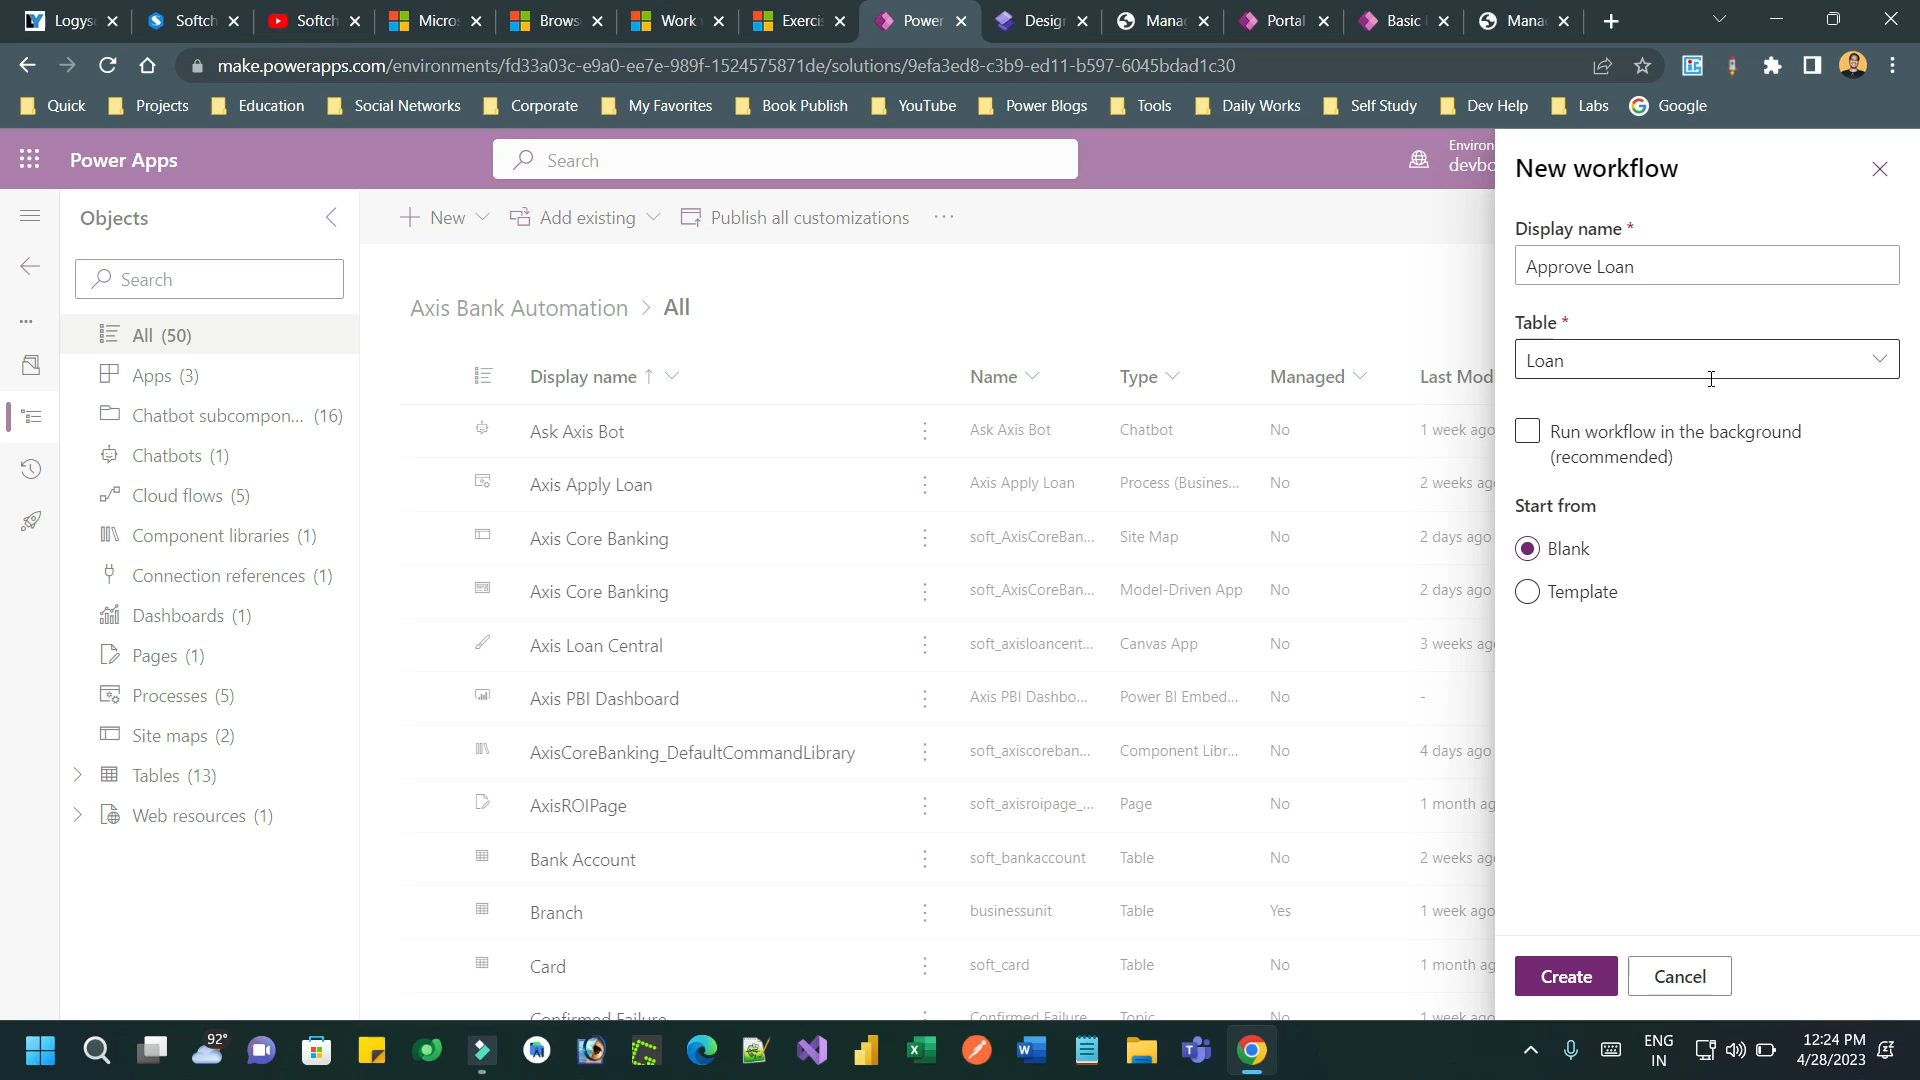 Logys
Softch
Softch
Micro
Brows
Work
Exerci
Power
Desig
Mana
Portal
Basic
Mana
make.powerapps.com/environments/fd33a03c-e9a0-ee7e-989f-1524575871de/solutions/9efa3ed8-c3b9-ed11-b597-6045bdad1c30
Quick
Projects
Education
Social Networks
Corporate
My Favorites
Book Publish
YouTube
Power Blogs
Tools
Daily Works
Self Study
Dev Help
Labs
Google
Power Apps
Search
Environ
devbo
Objects
Search
All (50)
Apps (3)
Chatbot subcompon... (16)
Chatbots (1)
Cloud flows (5)
Component libraries (1)
Connection references (1)
Dashboards (1)
Pages (1)
Processes (5)
Site maps (2)
Tables (13)
Web resources (1)
New
Add existing
Publish all customizations
Axis Bank Automation > All
Display name ↑ Name Type Managed Last Mod
Ask Axis Bot Ask Axis Bot Chatbot No 1 week ago
Axis Apply Loan Axis Apply Loan Process (Busines... No 2 weeks ag
Axis Core Banking soft_AxisCoreBan... Site Map No 2 days ago
Axis Core Banking soft_AxisCoreBan... Model-Driven App No 2 days ago
Axis Loan Central soft_axisloancent... Canvas App No 3 weeks ag
Axis PBI Dashboard Axis PBI Dashbo... Power BI Embed... No -
AxisCoreBanking_DefaultCommandLibrary soft_axiscoreban... Component Libr... No 4 days ago
AxisROIPage soft_axisroipage_... Page No 1 month ag
Bank Account soft_bankaccount Table No 2 weeks ag
Branch businessunit Table Yes 1 week ago
Card soft_card Table No 1 month ag
Confirmed Failure Confirmed Failure Topic No 1 week ago
New workflow
Display name *
Approve Loan
Table *
Loan
Run workflow in the background
(recommended)
Start from
Blank
Template
Create
Cancel
92°
ENG
IN
12:24 PM
4/28/2023